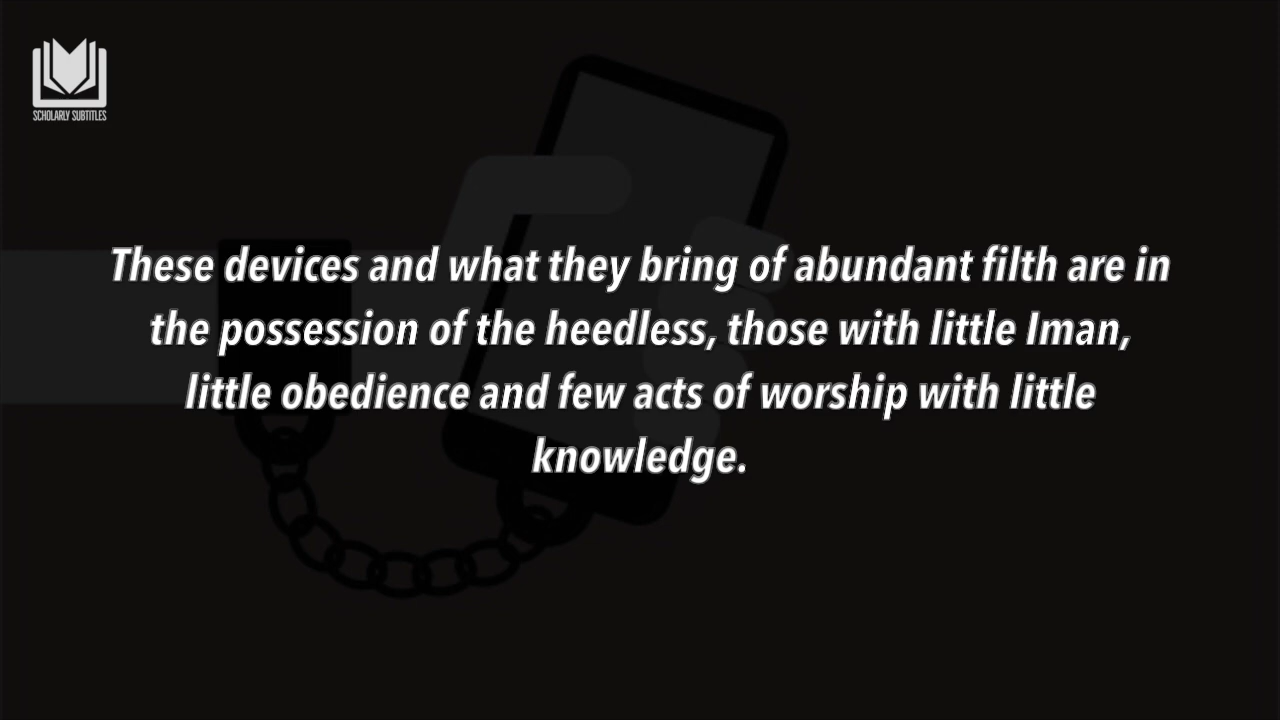 SCHOLARLY SUBTITLES
These devices and what they bring of abundant filth are in
the possession of the heedless, those with little Iman,
little obedience and few acts of worship with little
knowledge.